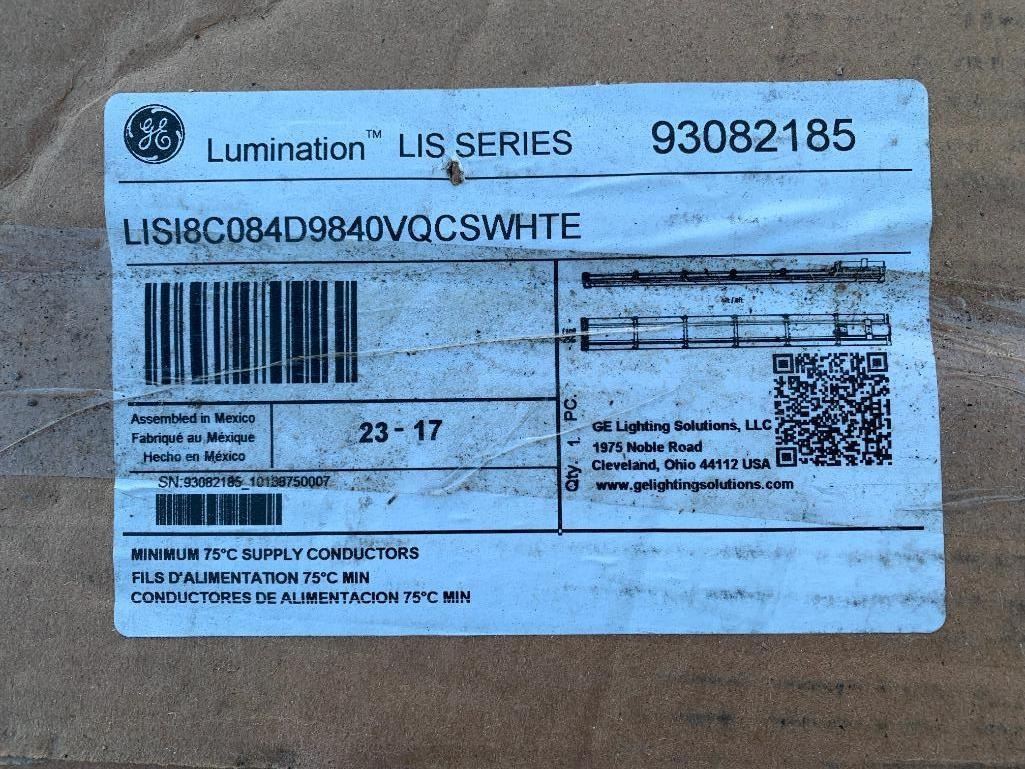 GE Lumination™ LIS SERIES 93082185
LISI8C084D9840VQCSWHTE
Assembled in Mexico
Fabriqué au Méxique
Hecho en México
23 - 17
SN:93082185_10138750007
Qty. 1. PC.
GE Lighting Solutions, LLC
1975 Noble Road
Cleveland, Ohio 44112 USA
www.gelightingsolutions.com
MINIMUM 75°C SUPPLY CONDUCTORS
FILS D'ALIMENTATION 75°C MIN
CONDUCTORES DE ALIMENTACION 75°C MIN